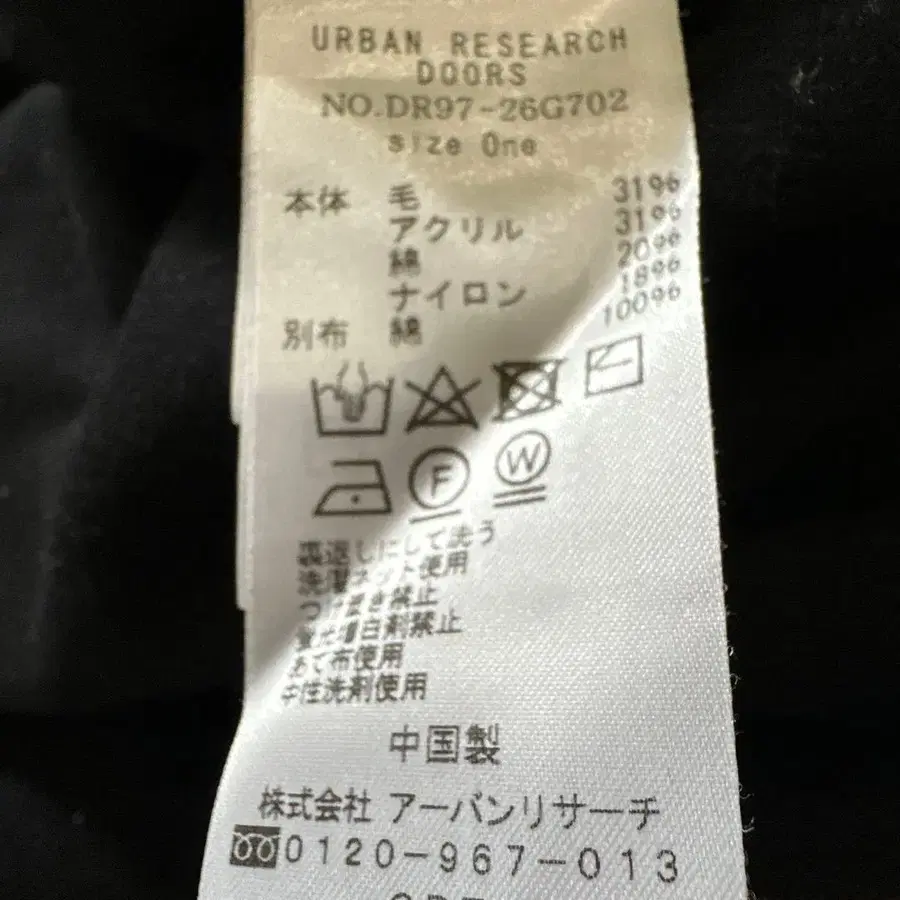 URBAN RESEARCH
DOORS
NO.DR97-26G702
size One
本体 毛 31%
アクリル 31%
綿 20%
ナイロン 18%
別布 綿 100%
F W
裏返しにして洗う
洗濯ネット使用
つけ置き禁止
蛍光増白剤禁止
あて布使用
中性洗剤使用
中国製
株式会社 アーバンリサーチ
0120-967-013